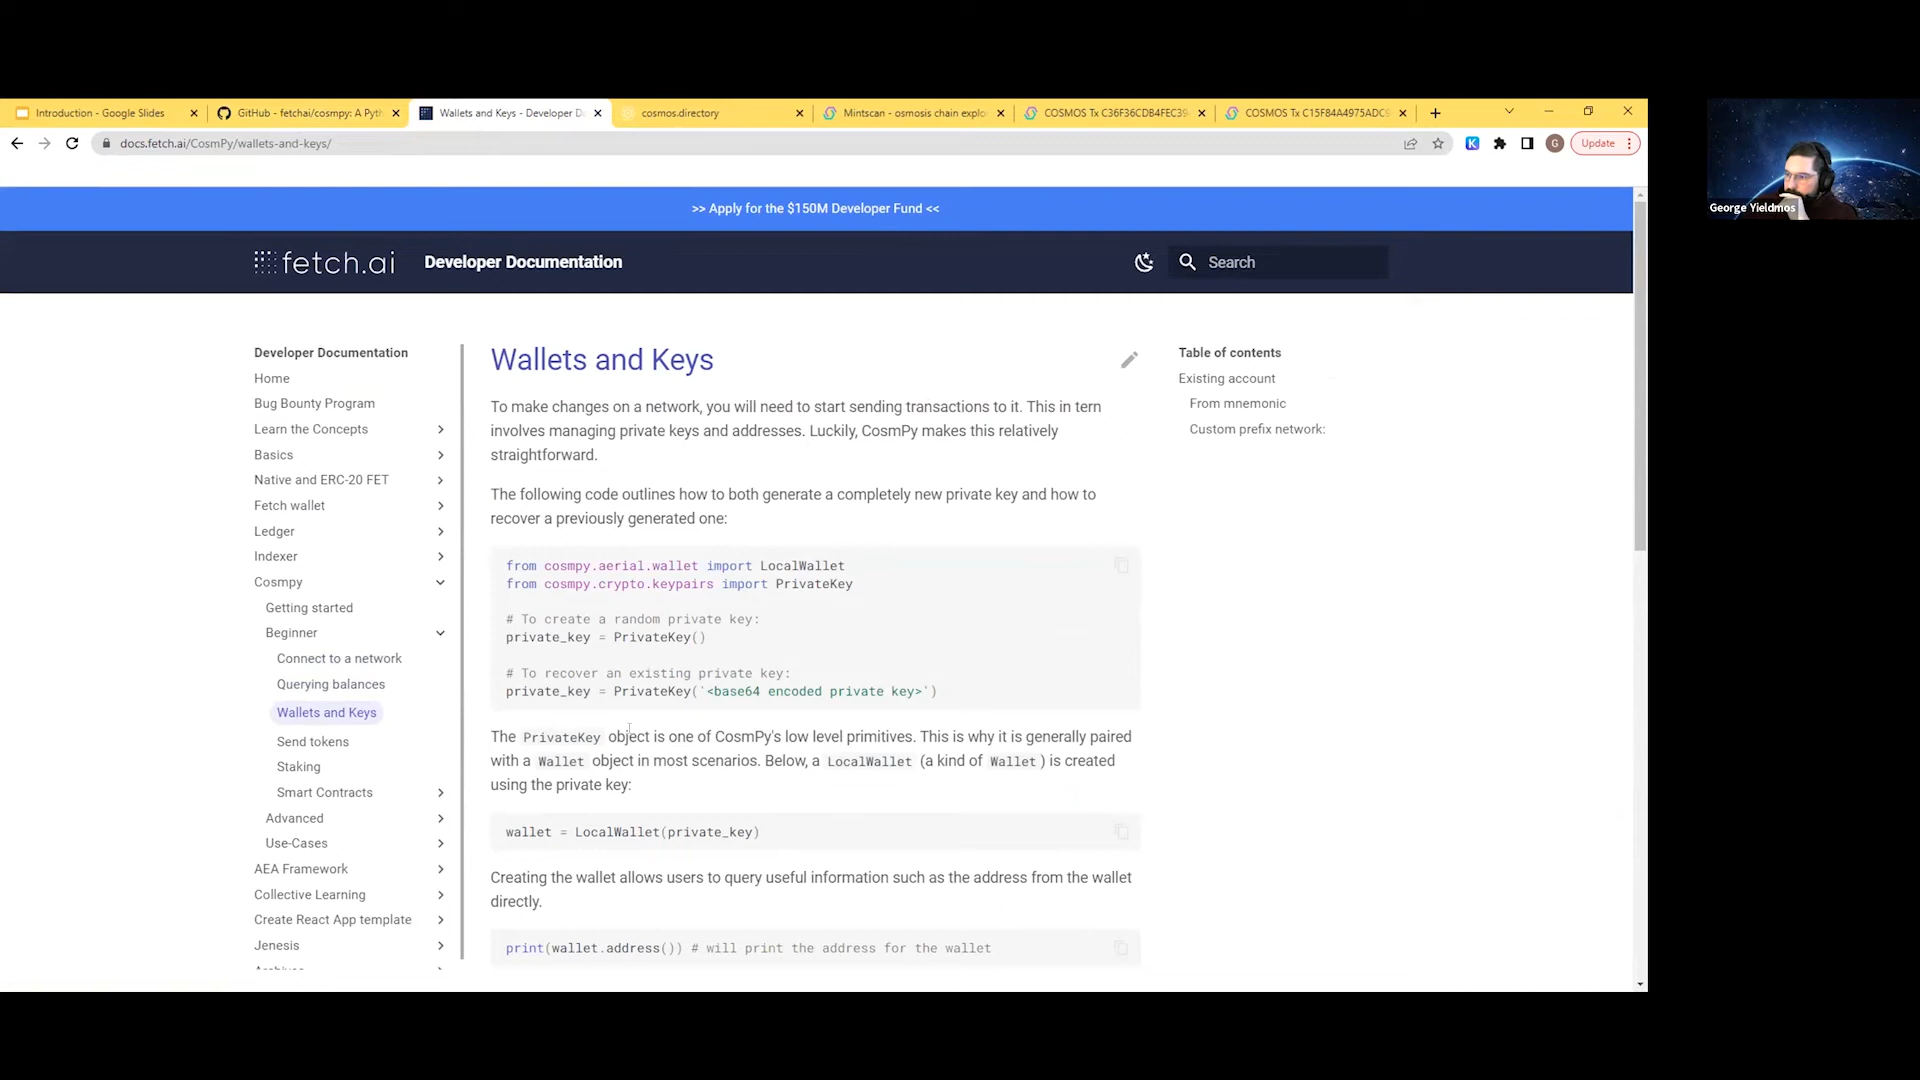 Introduction - Google Slides
GitHub - fetchai/cosmpy: A Pyth
Wallets and Keys - Developer Do
cosmos.directory
Mintscan - osmosis chain explo
COSMOS Tx C36F36CDB4FEC39
COSMOS Tx C15F84A4975ADC9
docs.fetch.ai/CosmPy/wallets-and-keys/
K
G
Update
>> Apply for the $150M Developer Fund <<
fetch.ai
Developer Documentation
Search
George Yieldmos
Developer Documentation
Home
Bug Bounty Program
Learn the Concepts
Basics
Native and ERC-20 FET
Fetch wallet
Ledger
Indexer
Cosmpy
Getting started
Beginner
Connect to a network
Querying balances
Wallets and Keys
Send tokens
Staking
Smart Contracts
Advanced
Use-Cases
AEA Framework
Collective Learning
Create React App template
Jenesis
Wallets and Keys
To make changes on a network, you will need to start sending transactions to it. This in tern
involves managing private keys and addresses. Luckily, CosmPy makes this relatively
straightforward.
The following code outlines how to both generate a completely new private key and how to
recover a previously generated one:
from cosmpy.aerial.wallet import LocalWallet
from cosmpy.crypto.keypairs import PrivateKey
# To create a random private key:
private_key = PrivateKey()
# To recover an existing private key:
private_key = PrivateKey('<base64 encoded private key>')
The PrivateKey object is one of CosmPy's low level primitives. This is why it is generally paired
with a Wallet object in most scenarios. Below, a LocalWallet (a kind of Wallet ) is created
using the private key:
wallet = LocalWallet(private_key)
Creating the wallet allows users to query useful information such as the address from the wallet
directly.
print(wallet.address()) # will print the address for the wallet
Table of contents
Existing account
From mnemonic
Custom prefix network: